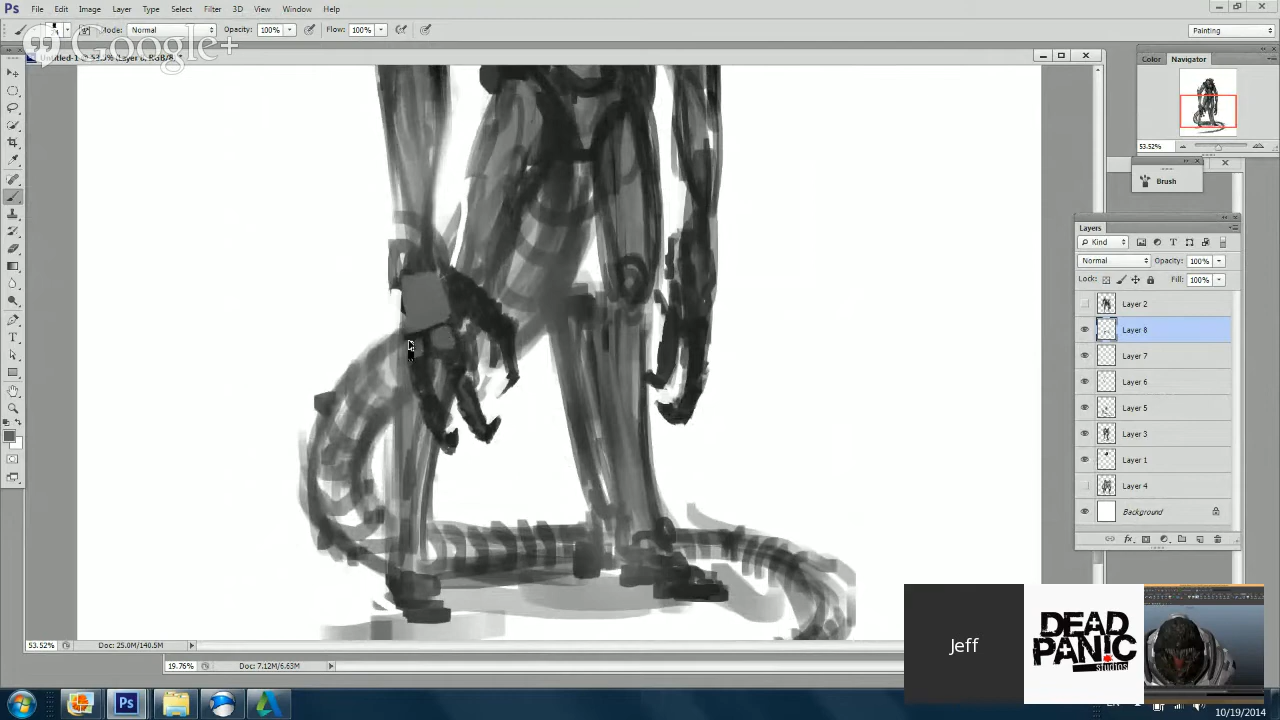 Ps File Edit Image Layer Type Select Filter 3D View Window Help
Mode: Normal Opacity: 100% Flow: 100% Painting
Google+
Color Navigator
53.52%
Brush
Layers
Kind
Normal Opacity: 100%
Lock: Fill: 100%
Layer 2
Layer 8
Layer 7
Layer 6
Layer 5
Layer 3
Layer 1
Layer 4
Background
53.52% Doc: 25.0M/140.5M
19.76% Doc: 7.12M/6.63M
Jeff
DEAD
PANIC
studios
Ps
10/19/2014